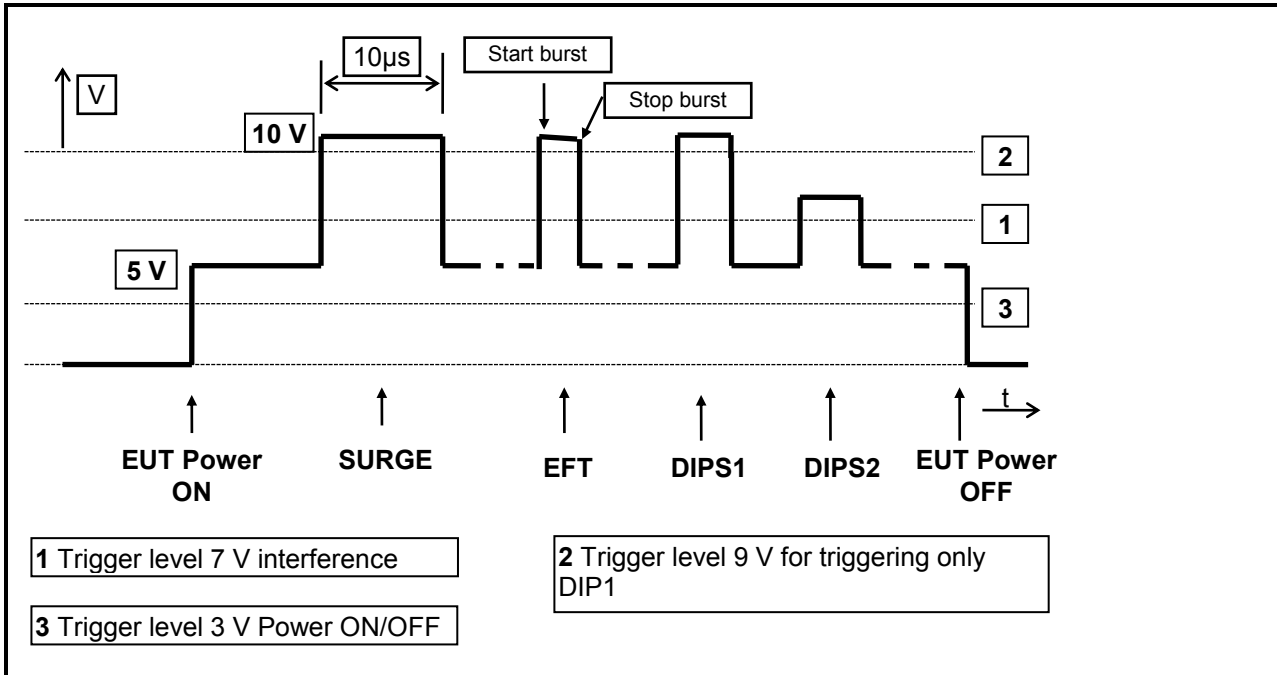 10µs
Start burst
V
Stop burst
10 V
2
1
5 V
3
t
EUT Power
ON
SURGE
EFT
DIPS1
DIPS2
EUT Power
OFF
1 Trigger level 7 V interference
2 Trigger level 9 V for triggering only
DIP1
3 Trigger level 3 V Power ON/OFF